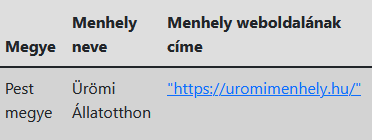 Megye Menhely neve Menhely weboldalának címe
Pest megye Ürömi Állatotthon "https://uromimenhely.hu/"